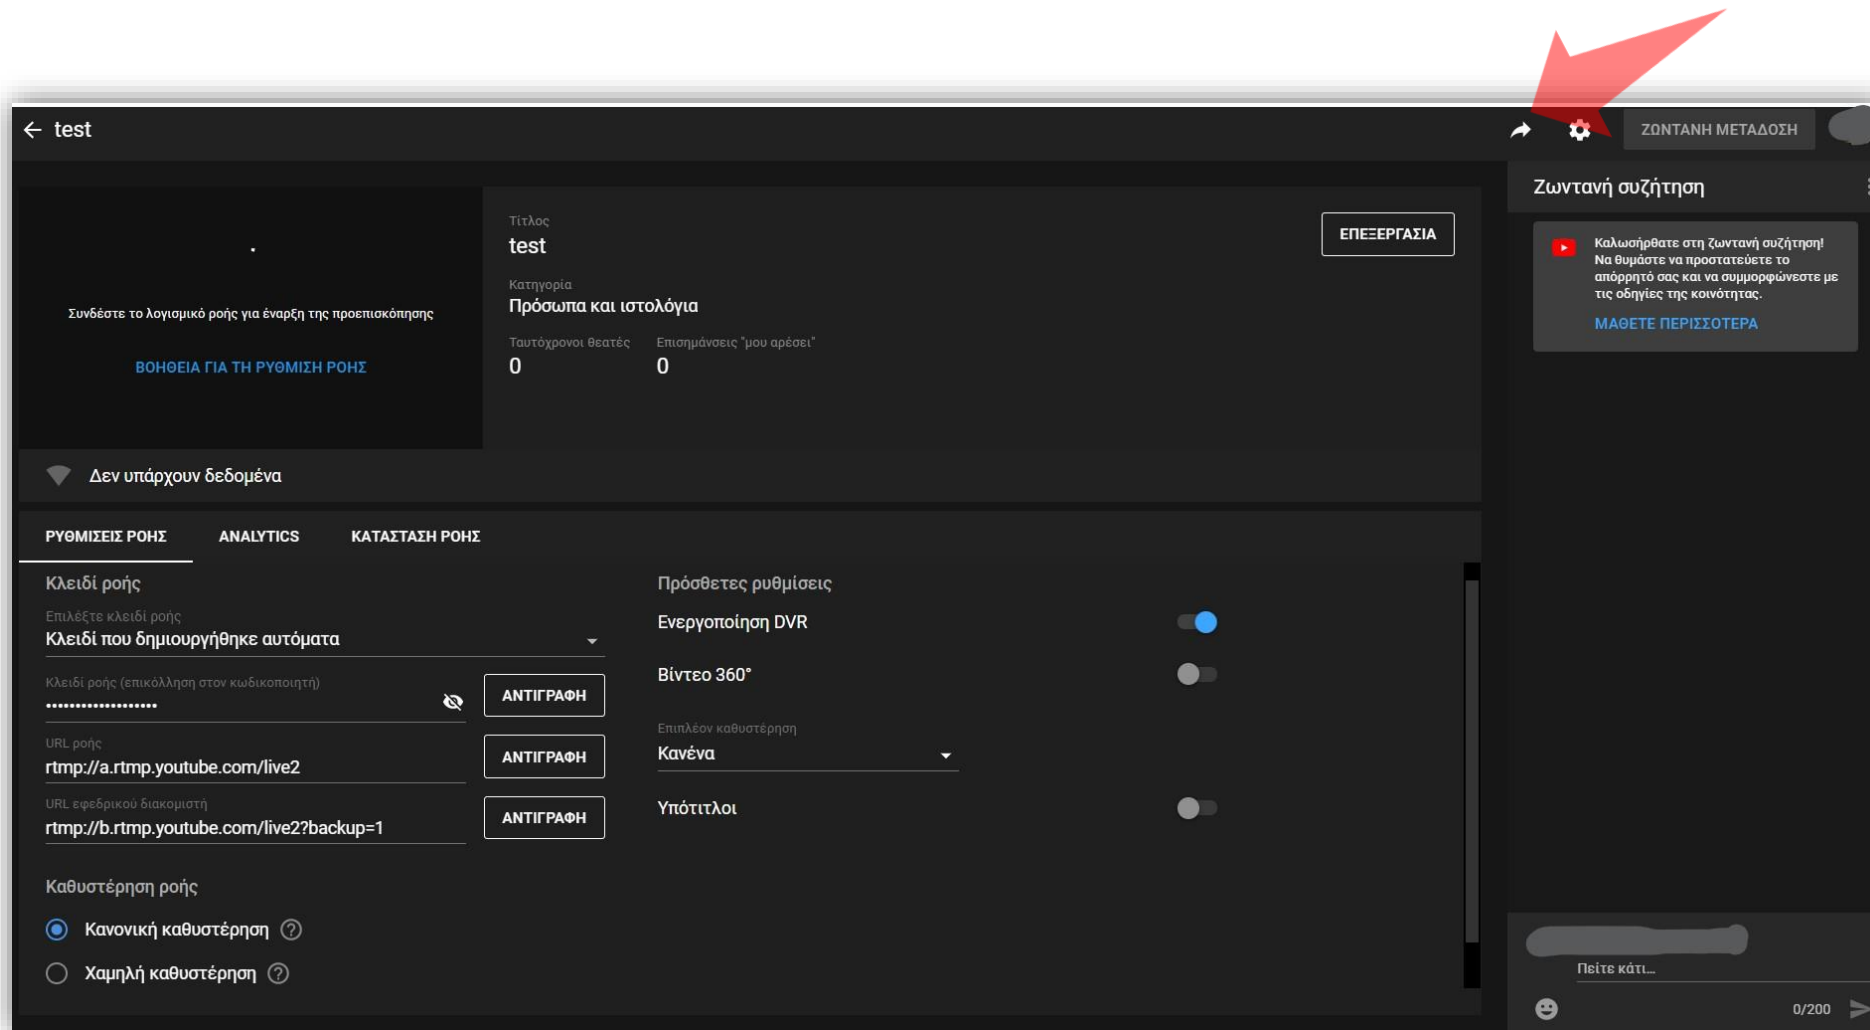 test
ΖΩΝΤΑΝΗ ΜΕΤΑΔΟΣΗ
Συνδέστε το λογισμικό ροής για έναρξη της προεπισκόπησης
ΒΟΗΘΕΙΑ ΓΙΑ ΤΗ ΡΥΘΜΙΣΗ ΡΟΗΣ
Τίτλος
test
ΕΠΕΞΕΡΓΑΣΙΑ
Κατηγορία
Πρόσωπα και ιστολόγια
Ταυτόχρονοι θεατές Επισημάνσεις "μου αρέσει"
0 0
Δεν υπάρχουν δεδομένα
ΡΥΘΜΙΣΕΙΣ ΡΟΗΣ ANALYTICS ΚΑΤΑΣΤΑΣΗ ΡΟΗΣ
Κλειδί ροής
Επιλέξτε κλειδί ροής
Κλειδί που δημιουργήθηκε αυτόματα
Κλειδί ροής (επικόλληση στον κωδικοποιητή)
•••••••••••••••••••
ΑΝΤΙΓΡΑΦΗ
URL ροής
rtmp://a.rtmp.youtube.com/live2
ΑΝΤΙΓΡΑΦΗ
URL εφεδρικού διακομιστή
rtmp://b.rtmp.youtube.com/live2?backup=1
ΑΝΤΙΓΡΑΦΗ
Καθυστέρηση ροής
Κανονική καθυστέρηση
Χαμηλή καθυστέρηση
Πρόσθετες ρυθμίσεις
Ενεργοποίηση DVR
Βίντεο 360°
Επιπλέον καθυστέρηση
Κανένα
Υπότιτλοι
Ζωντανή συζήτηση
Καλωσήρθατε στη ζωντανή συζήτηση!
Να θυμάστε να προστατεύετε το
απόρρητό σας και να συμμορφώνεστε με
τις οδηγίες της κοινότητας.
ΜΑΘΕΤΕ ΠΕΡΙΣΣΟΤΕΡΑ
Πείτε κάτι...
0/200